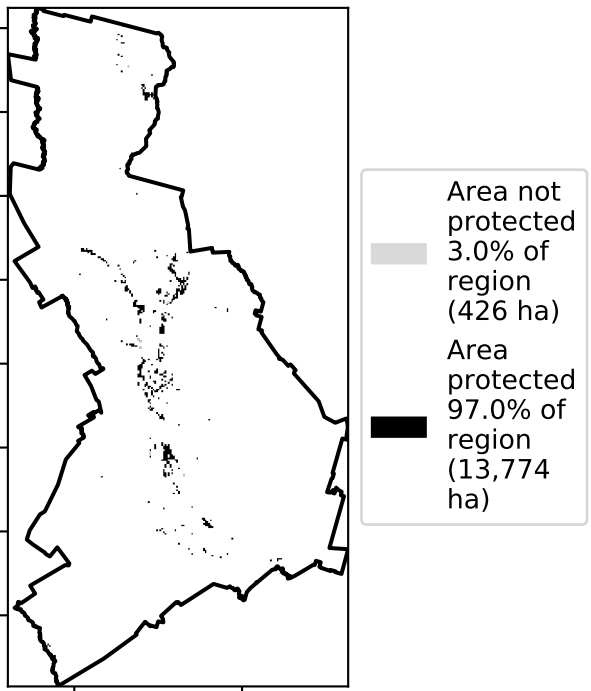 Area not
protected
3.0% of
region
(426 ha)
Area
protected
97.0% of
region
(13,774
ha)